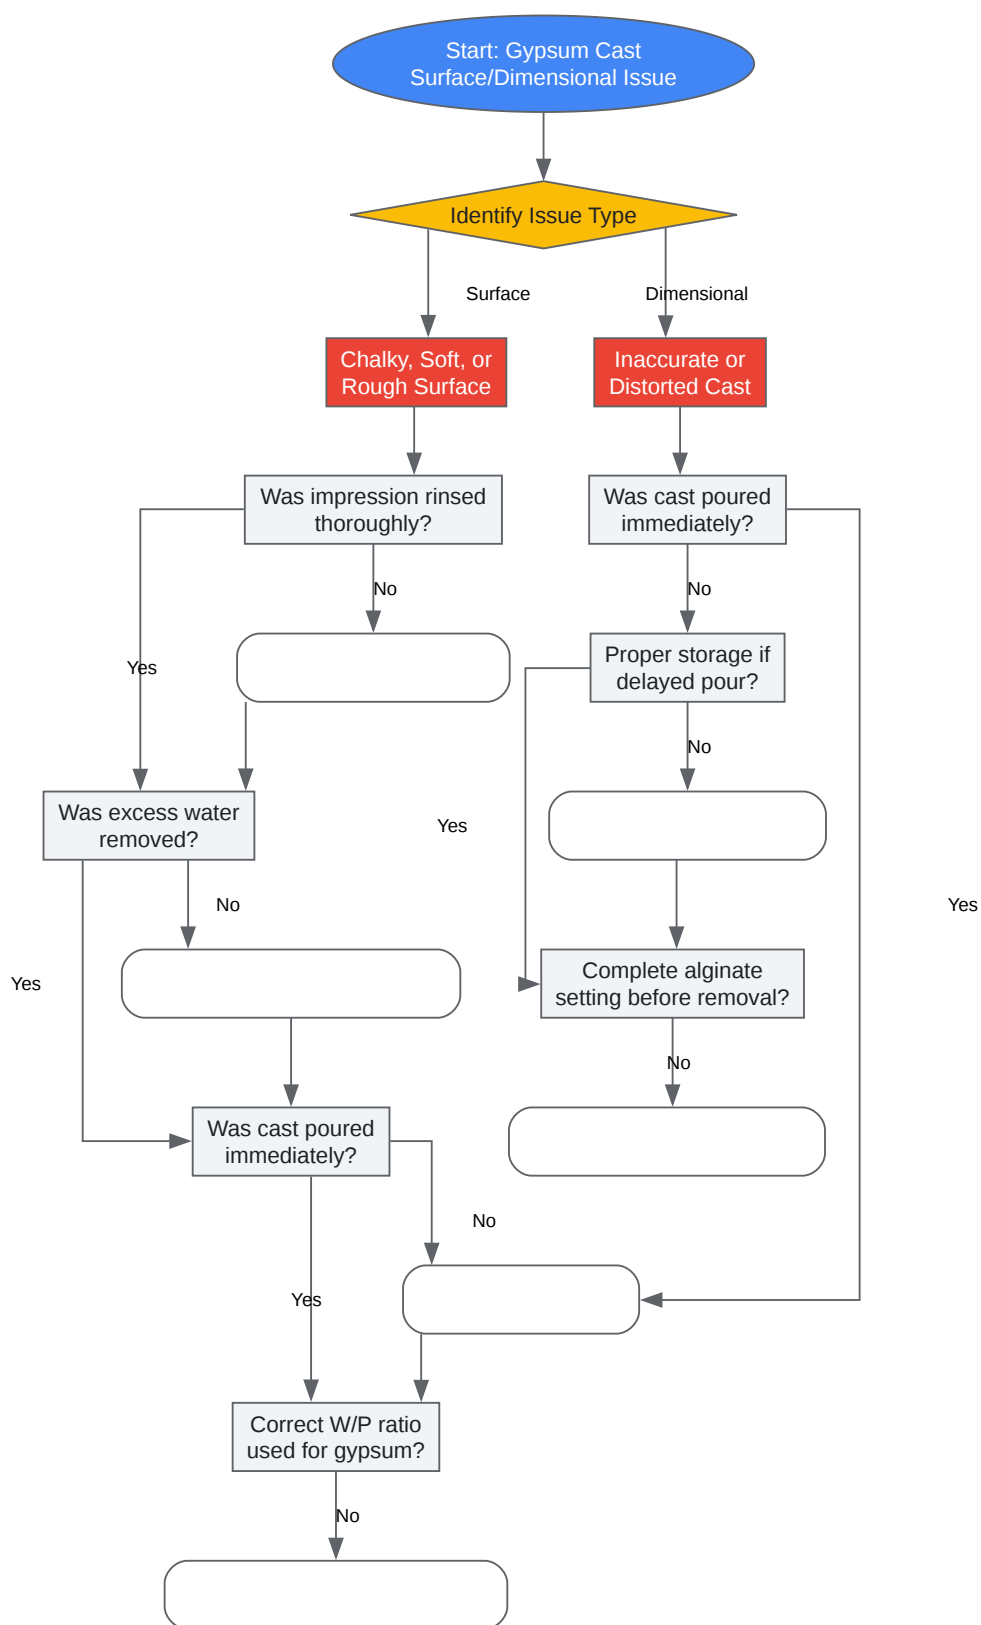 Start: Gypsum Cast
Surface/Dimensional Issue
Identify Issue Type
Surface
Dimensional
Chalky, Soft, or
Rough Surface
Inaccurate or
Distorted Cast
Was impression rinsed
thoroughly?
Was cast poured
immediately?
No
No
Yes
Proper storage if
delayed pour?
No
Was excess water
removed?
Yes
No
Yes
Yes
Complete alginate
setting before removal?
No
Was cast poured
immediately?
No
Yes
Correct W/P ratio
used for gypsum?
No